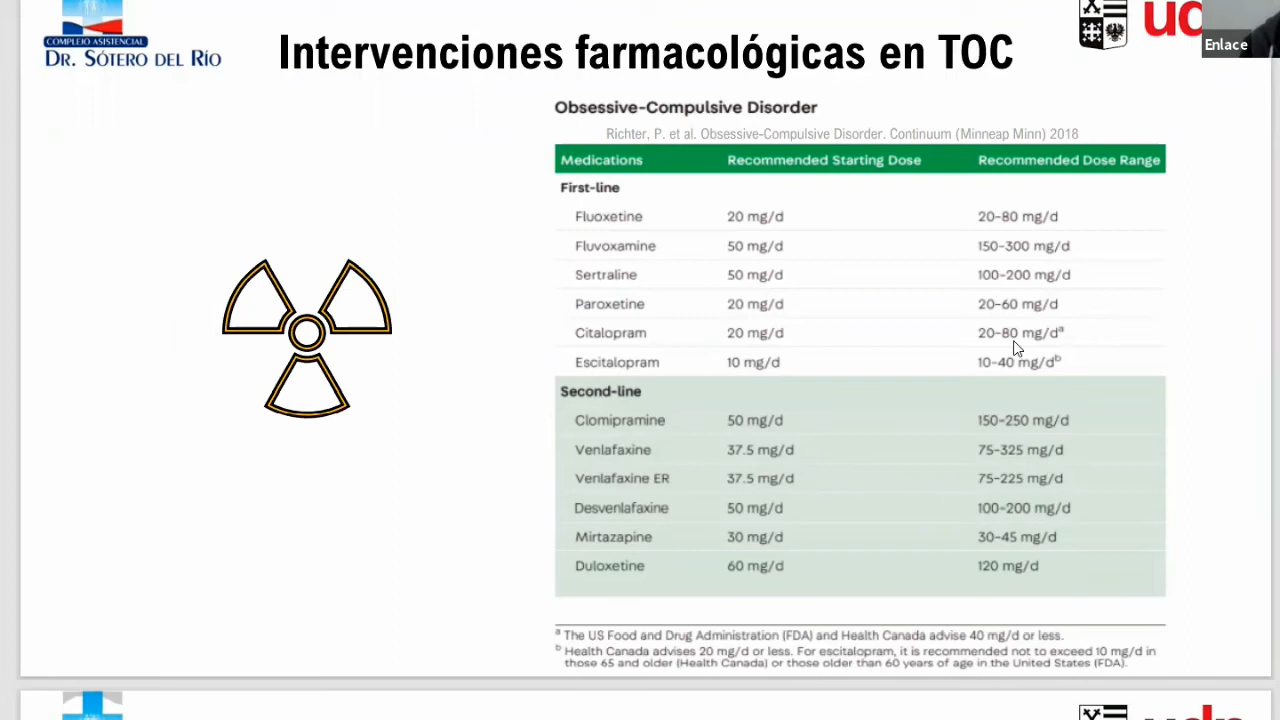 COMPLEJO ASISTENCIAL
DR. SÓTERO DEL RÍO
Intervenciones farmacológicas en TOC
Enlace
Obsessive-Compulsive Disorder
Richter, P. et al. Obsessive-Compulsive Disorder. Continuum (Minneap Minn) 2018
Medications Recommended Starting Dose Recommended Dose Range
First-line
Fluoxetine 20 mg/d 20–80 mg/d
Fluvoxamine 50 mg/d 150–300 mg/d
Sertraline 50 mg/d 100–200 mg/d
Paroxetine 20 mg/d 20–60 mg/d
Citalopram 20 mg/d 20–80 mg/dᵃ
Escitalopram 10 mg/d 10–40 mg/dᵇ
Second-line
Clomipramine 50 mg/d 150–250 mg/d
Venlafaxine 37.5 mg/d 75–325 mg/d
Venlafaxine ER 37.5 mg/d 75–225 mg/d
Desvenlafaxine 50 mg/d 100–200 mg/d
Mirtazapine 30 mg/d 30–45 mg/d
Duloxetine 60 mg/d 120 mg/d
ᵃ The US Food and Drug Administration (FDA) and Health Canada advise 40 mg/d or less.
ᵇ Health Canada advises 20 mg/d or less. For escitalopram, it is recommended not to exceed 10 mg/d in
those 65 and older (Health Canada) or those older than 60 years of age in the United States (FDA).